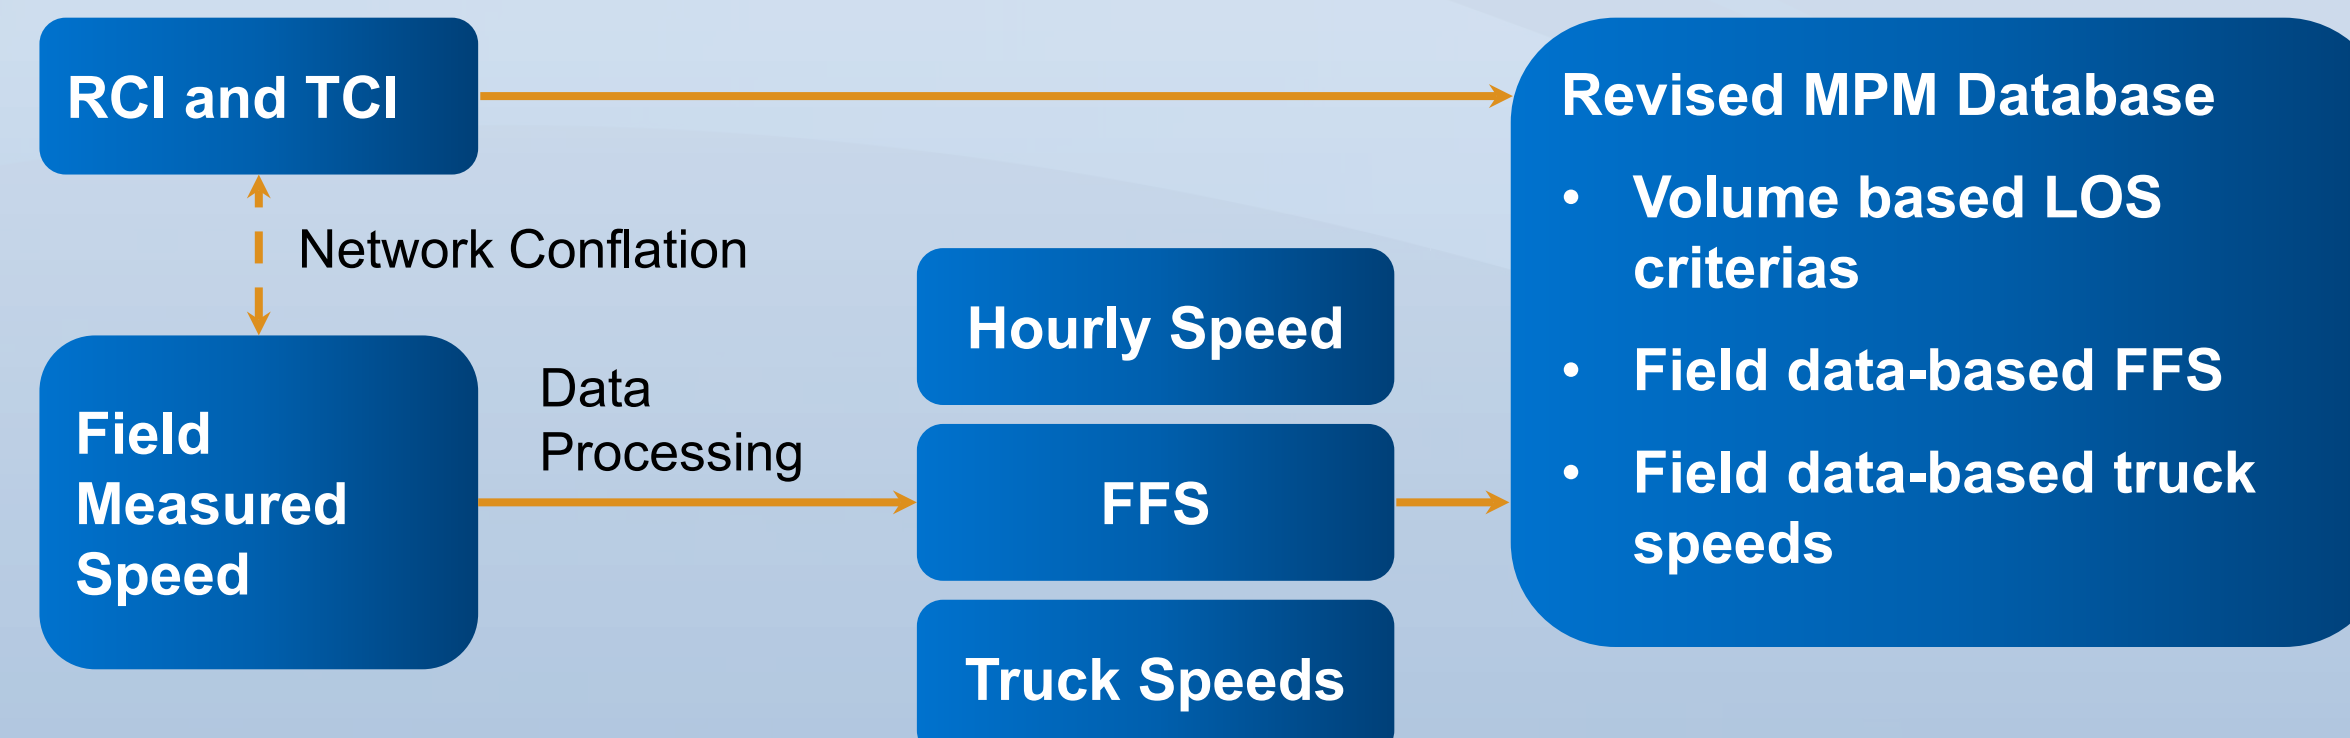 RCI and TCI
Network Conflation
Field
Measured
Speed
Data
Processing
Hourly Speed
FFS
Truck Speeds
Revised MPM Database
• Volume based LOS
criterias
• Field data-based FFS
• Field data-based truck
speeds